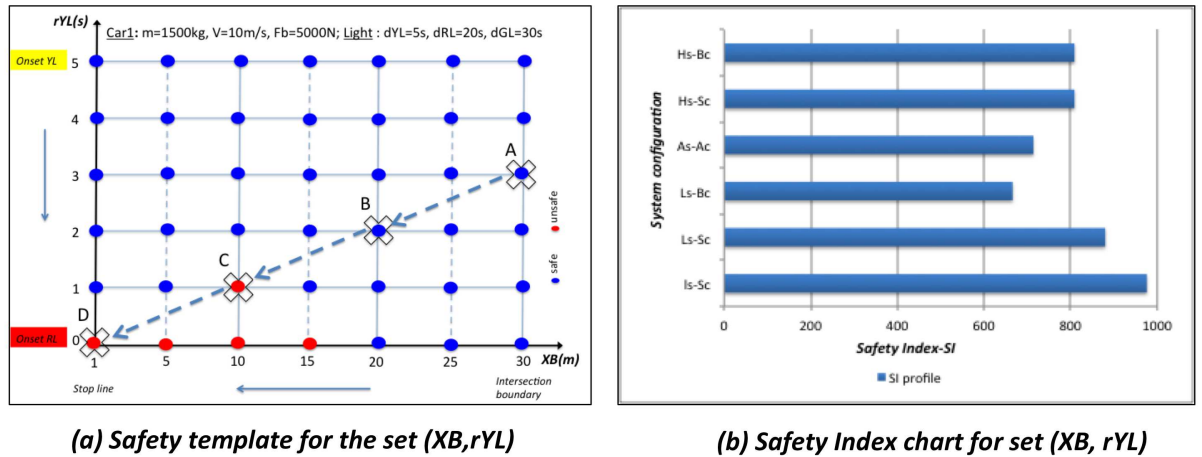 rYL(s)
Car1: m=1500kg, V=10m/s, Fb=5000N; Light : dYL=5s, dRL=20s, dGL=30s
Onset YL
5
4
A
3
B
unsafe
2
C
safe
1
D
Onset RL
0
1 5 10 15 20 25 30 XB(m)
Stop line
Intersection
boundary
(a) Safety template for the set (XB,rYL)
System configuration
Hs-Bc
Hs-Sc
As-Ac
Ls-Bc
Ls-Sc
Is-Sc
0 200 400 600 800 1000
Safety Index-SI
SI profile
(b) Safety Index chart for set (XB, rYL)